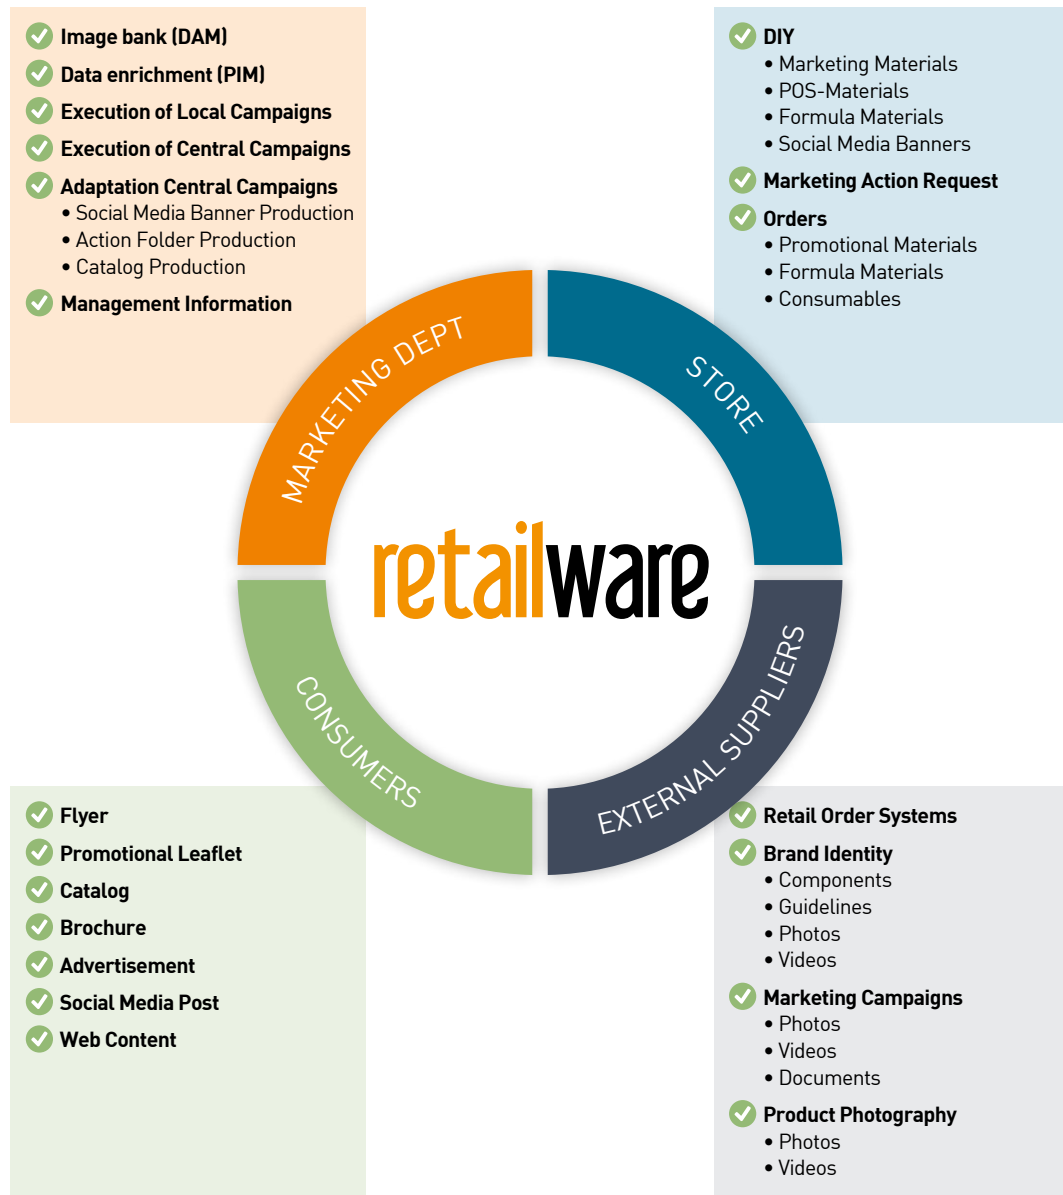 Image bank (DAM)
Data enrichment (PIM)
Execution of Local Campaigns
Execution of Central Campaigns
Adaptation Central Campaigns
• Social Media Banner Production
• Action Folder Production
• Catalog Production
Management Information
DIY
• Marketing Materials
• POS-Materials
• Formula Materials
• Social Media Banners
Marketing Action Request
Orders
• Promotional Materials
• Formula Materials
• Consumables
MARKETING DEPT
STORE
retailware
CONSUMERS
EXTERNAL SUPPLIERS
Flyer
Promotional Leaflet
Catalog
Brochure
Advertisement
Social Media Post
Web Content
Retail Order Systems
Brand Identity
• Components
• Guidelines
• Photos
• Videos
Marketing Campaigns
• Photos
• Videos
• Documents
Product Photography
• Photos
• Videos